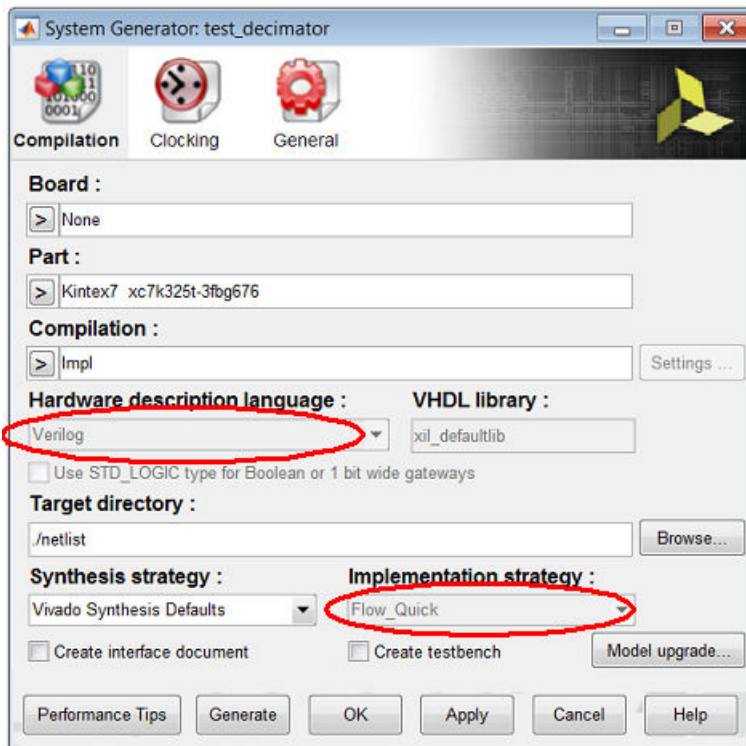 System Generator: test_decimator
Compilation Clocking General
Board :
> None
Part :
> Kintex7 xc7k325t-3fbg676
Compilation :
> Impl Settings ...
Hardware description language : VHDL library :
Verilog xil_defaultlib
Use STD_LOGIC type for Boolean or 1 bit wide gateways
Target directory :
./netlist Browse...
Synthesis strategy : Implementation strategy :
Vivado Synthesis Defaults Flow_Quick
Create interface document Create testbench Model upgrade...
Performance Tips Generate OK Apply Cancel Help